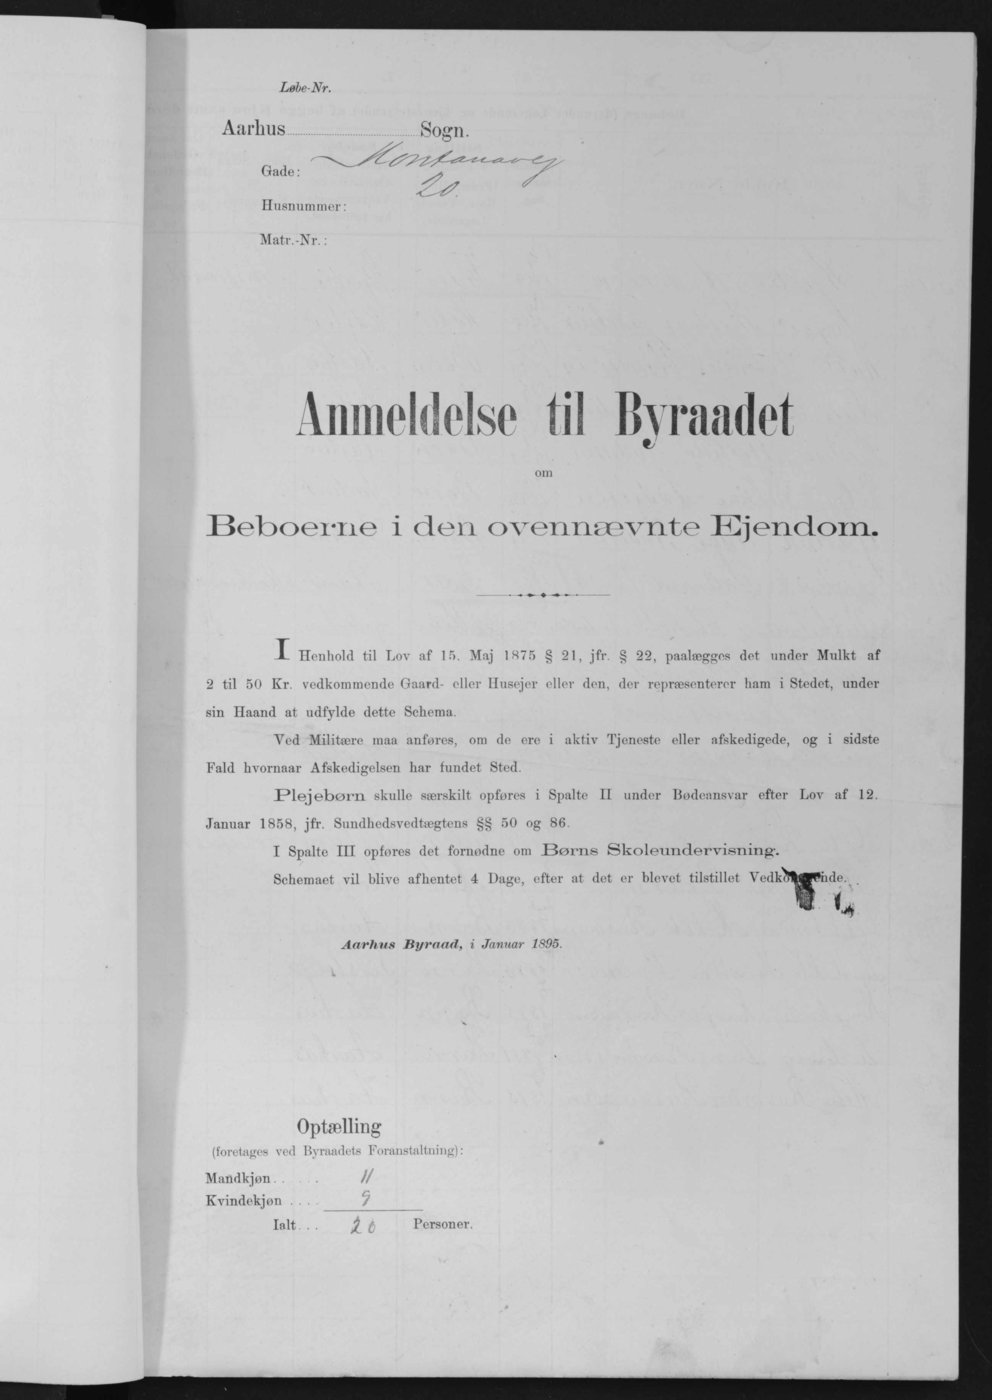 Løbe-Nr.
Aarhus Sogn.
Gade: Montanavej
Husnummer: 20.
Matr.-Nr.:
Anmeldelse til Byraadet
om
Beboerne i den ovennævnte Ejendom.
I Henhold til Lov af 15. Maj 1875 § 21, jfr. § 22, paalægges det under Mulkt af
2 til 50 Kr. vedkommende Gaard- eller Husejer eller den, der repræsenterer ham i Stedet, under
sin Haand at udfylde dette Schema.
Ved Militære maa anføres, om de ere i aktiv Tjeneste eller afskedigede, og i sidste
Fald hvornaar Afskedigelsen har fundet Sted.
Plejebørn skulle særskilt opføres i Spalte II under Bødeansvar efter Lov af 12.
Januar 1858, jfr. Sundhedsvedtægtens §§ 50 og 86.
I Spalte III opføres det fornødne om Børns Skoleundervisning.
Schemaet vil blive afhentet 4 Dage, efter at det er blevet tilstillet Vedkommende.
Aarhus Byraad, i Januar 1895.
Optælling
(foretages ved Byraadets Foranstaltning):
Mandkjøn..... 11
Kvindekjøn.... 9
Ialt... 20 Personer.